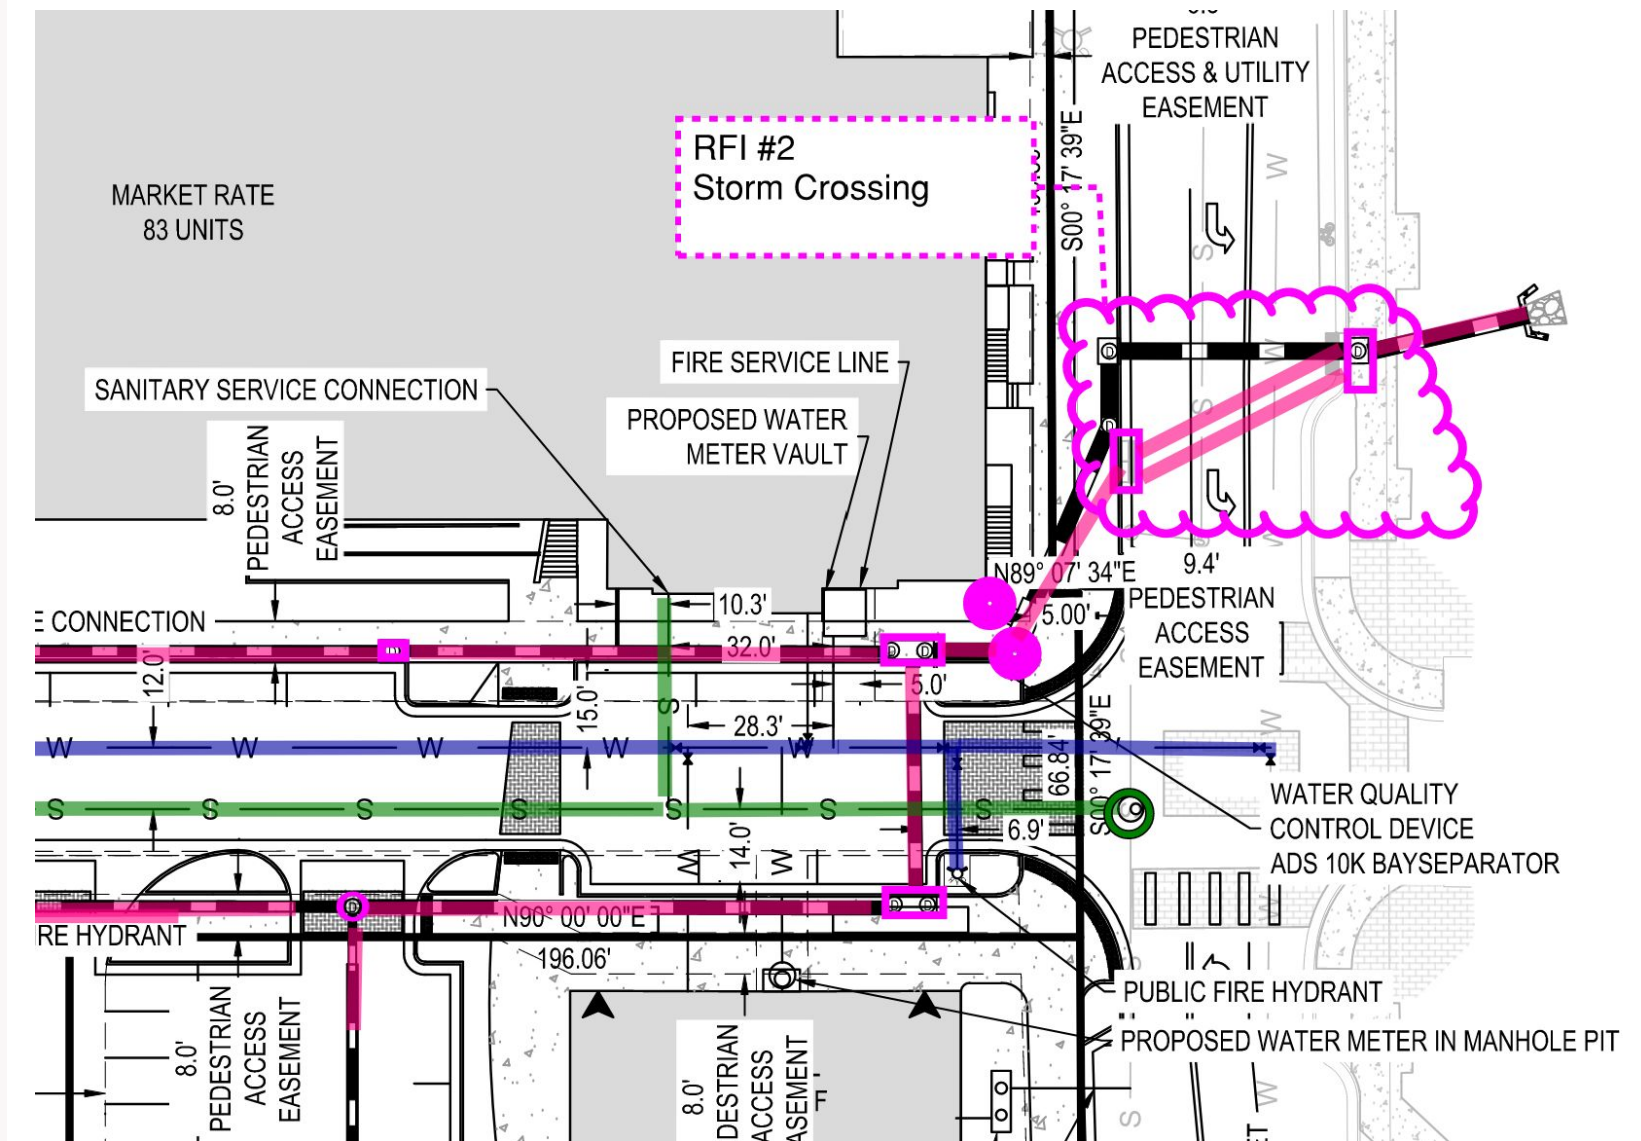 PEDESTRIAN
ACCESS & UTILITY
EASEMENT
S00° 17' 39"E
W
RFI #2
Storm Crossing
MARKET RATE
83 UNITS
S
W
FIRE SERVICE LINE
SANITARY SERVICE CONNECTION
PROPOSED WATER
METER VAULT
D
D
D
S
8.0'
PEDESTRIAN
ACCESS
EASEMENT
W
N89° 07' 34"E
9.4'
PEDESTRIAN
ACCESS
EASEMENT
10.3'
5.00'
E CONNECTION
32.0'
D
D
D
12.0'
5.0'
15.0'
S
28.3'
W
W
W
W
W
W
66.84'
S00° 17' 39"E
S
S
S
S
S
S
WATER QUALITY
CONTROL DEVICE
ADS 10K BAYSEPARATOR
6.9'
14.0'
W
W
W
D
D
D
N90° 00' 00"E
RE HYDRANT
196.06'
PUBLIC FIRE HYDRANT
PROPOSED WATER METER IN MANHOLE PIT
8.0'
PEDESTRIAN
ACCESS
EASEMENT
8.0'
DESTRIAN
ACCESS
ASEMENT
F
S
W
ET